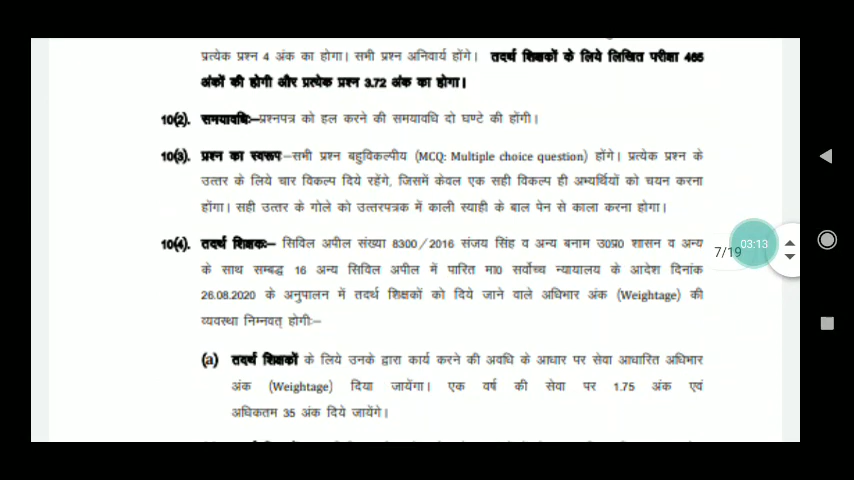 प्रत्येक प्रश्न 4 अंक का होगा। सभी प्रश्न अनिवार्य होंगे। तदर्थ शिक्षकों के लिये लिखित परीक्षा 465
अंकों की होगी और प्रत्येक प्रश्न 3.72 अंक का होगा।
10(2). समयावधिः–प्रश्नपत्र को हल करने की समयावधि दो घण्टे की होंगी।
10(3). प्रश्न का स्वरूप–सभी प्रश्न बहुविकल्पीय (MCQ: Multiple choice question) होंगे। प्रत्येक प्रश्न के
उत्तर के लिये चार विकल्प दिये रहेंगे, जिसमें केवल एक सही विकल्प ही अभ्यर्थियों को चयन करना
होंगा। सही उत्तर के गोले को उत्तरपत्रक में काली स्याही के बाल पेन से काला करना होगा।
10(4). तदर्थ शिक्षकः– सिविल अपील संख्या 8300/2016 संजय सिंह व अन्य बनाम उ0प्र0 शासन व अन्य
के साथ सम्बद्ध 16 अन्य सिविल अपील में पारित मा0 सर्वोच्च न्यायालय के आदेश दिनांक
26.08.2020 के अनुपालन में तदर्थ शिक्षकों को दिये जाने वाले अधिभार अंक (Weightage) की
व्यवस्था निम्नवत् होगीः–
(a) तदर्थ शिक्षकों के लिये उनके द्वारा कार्य करने की अवधि के आधार पर सेवा आधारित अधिभार
अंक (Weightage) दिया जायेंगा। एक वर्ष की सेवा पर 1.75 अंक एवं
अधिकतम 35 अंक दिये जायेंगे।
7/19
03:13